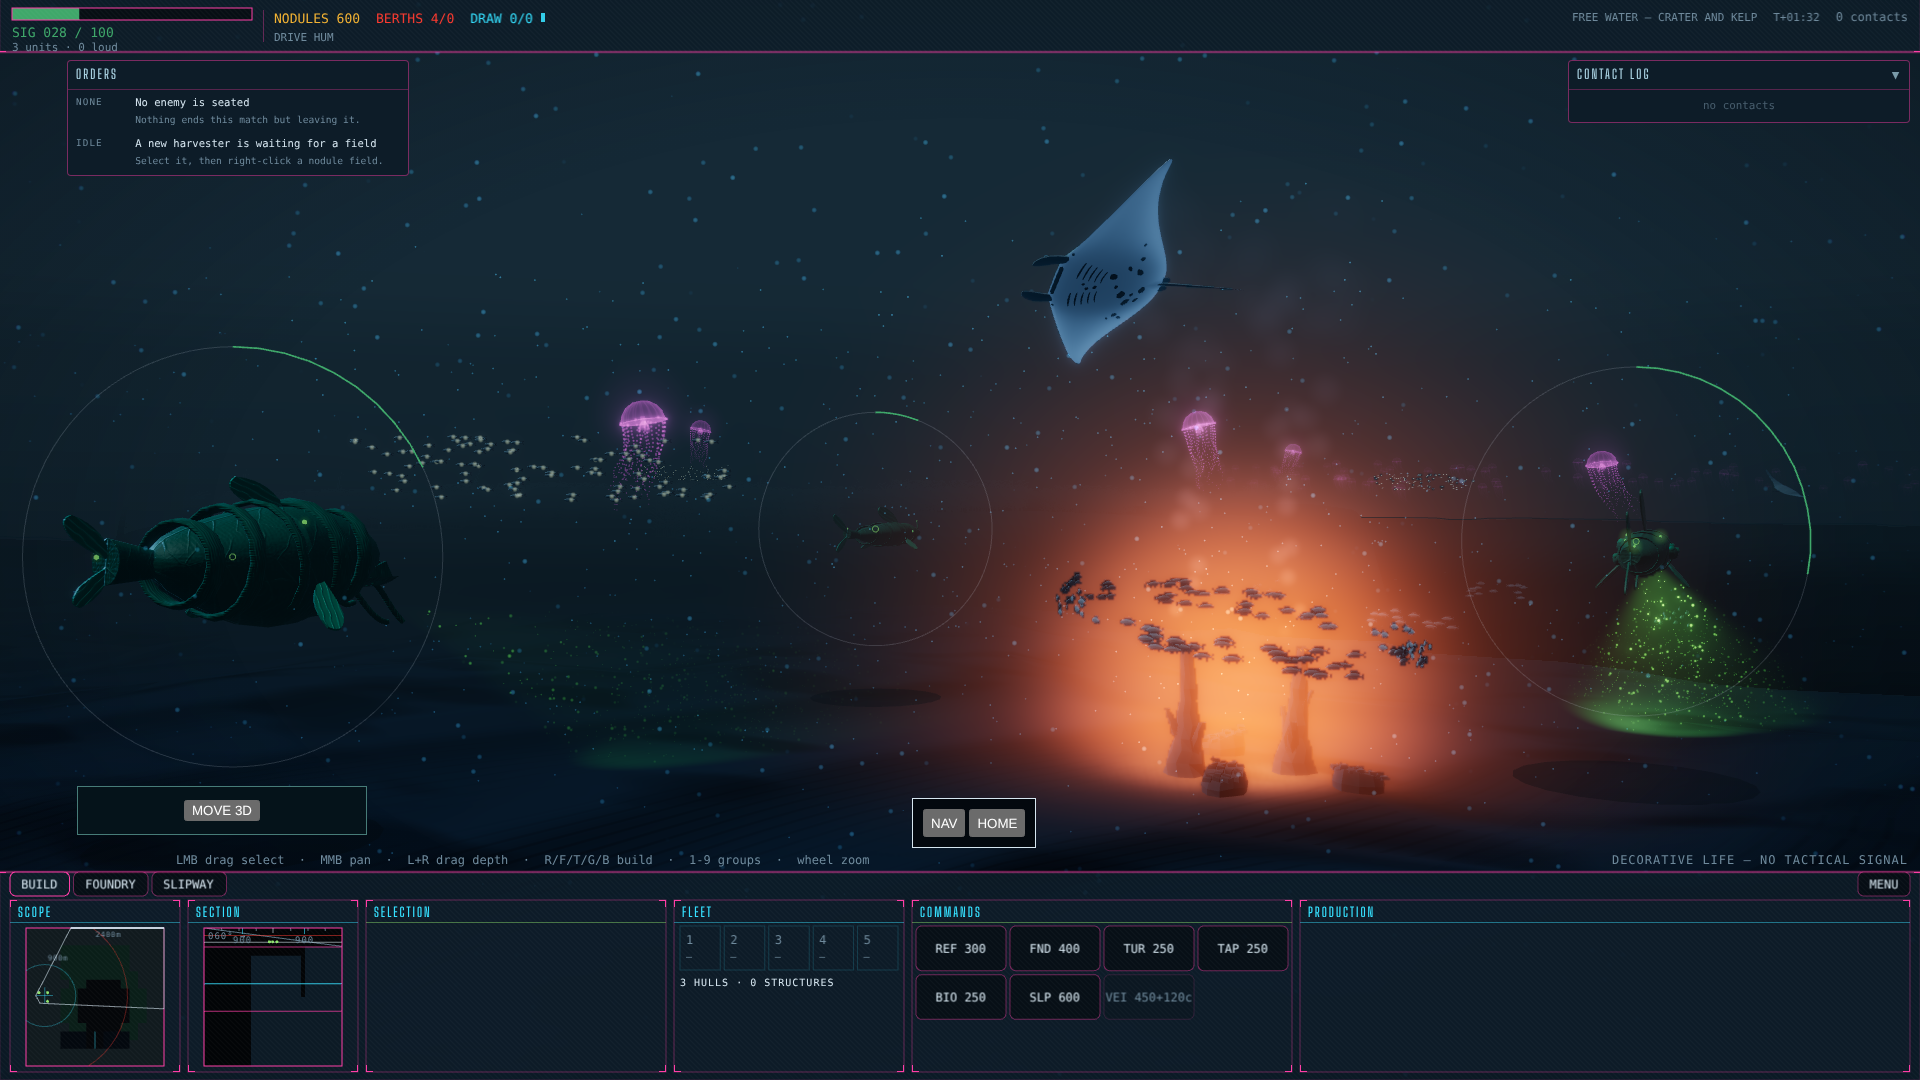 SIG 028 / 100
3 units · 0 loud
NODULES 600 BERTHS 4/0 DRAW 0/0
DRIVE HUM
FREE WATER — CRATER AND KELP T+01:32 0 contacts
ORDERS
NONE No enemy is seated
Nothing ends this match but leaving it.
IDLE A new harvester is waiting for a field
Select it, then right-click a nodule field.
CONTACT LOG ▼
no contacts
MOVE 3D
NAV HOME
LMB drag select · MMB pan · L+R drag depth · R/F/T/G/B build · 1-9 groups · wheel zoom
DECORATIVE LIFE — NO TACTICAL SIGNAL
BUILD FOUNDRY SLIPWAY
MENU
SCOPE
2400m
900m
SECTION
060°
900 900
SELECTION
FLEET
1 2 3 4 5
— — — — —
3 HULLS · 0 STRUCTURES
COMMANDS
REF 300 FND 400 TUR 250 TAP 250
BIO 250 SLP 600 VEI 450+120c
PRODUCTION